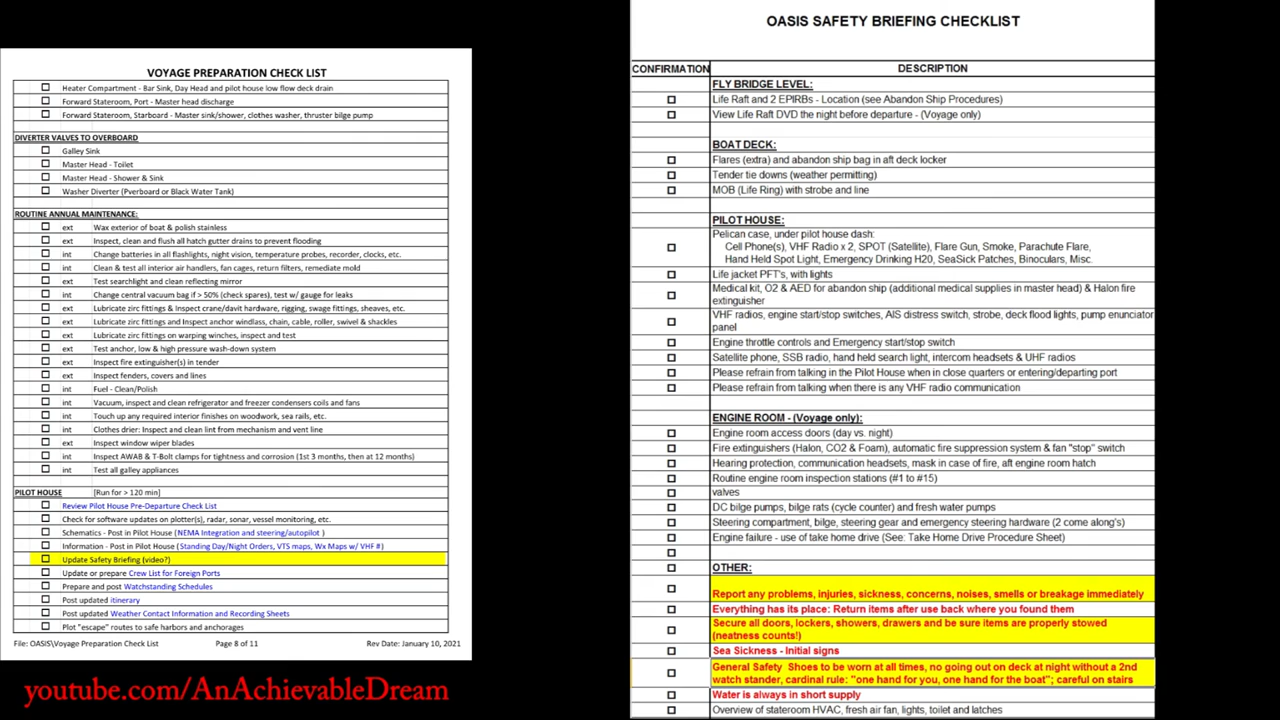 VOYAGE PREPARATION CHECK LIST
Heater Compartment - Bar Sink, Day Head and pilot house low flow deck drain
Forward Stateroom, Port - Master head discharge
Forward Stateroom, Starboard - Master sink/shower, clothes washer, thruster bilge pump
DIVERTER VALVES TO OVERBOARD
Galley Sink
Master Head - Toilet
Master Head - Shower & Sink
Washer Diverter (Pverboard or Black Water Tank)
ROUTINE ANNUAL MAINTENANCE:
ext Wax exterior of boat & polish stainless
ext Inspect, clean and flush all hatch gutter drains to prevent flooding
int Change batteries in all flashlights, night vision, temperature probes, recorder, clocks, etc.
int Clean & test all interior air handlers, fan cages, return filters, remediate mold
ext Test searchlight and clean reflecting mirror
int Change central vacuum bag if > 50% (check spares), test w/ gauge for leaks
ext Lubricate zirc fittings & Inspect crane/davit hardware, rigging, swage fittings, sheaves, etc.
ext Lubricate zirc fittings and Inspect anchor windlass, chain, cable, roller, swivel & shackles
ext Lubricate zirc fittings on warping winches, inspect and test
ext Test anchor, low & high pressure wash-down system
ext Inspect fire extinguisher(s) in tender
ext Inspect fenders, covers and lines
int Fuel - Clean/Polish
int Vacuum, inspect and clean refrigerator and freezer condensers coils and fans
int Touch up any required interior finishes on woodwork, sea rails, etc.
int Clothes drier: Inspect and clean lint from mechanism and vent line
ext Inspect window wiper blades
int Inspect AWAB & T-Bolt clamps for tightness and corrosion (1st 3 months, then at 12 months)
int Test all galley appliances
PILOT HOUSE [Run for > 120 min]
Review Pilot House Pre-Departure Check List
Check for software updates on plotter(s), radar, sonar, vessel monitoring, etc.
Schematics - Post in Pilot House (NEMA Integration and steering/autopilot )
Information - Post in Pilot House (Standing Day/Night Orders, VTS maps, Wx Maps w/ VHF #)
Update Safety Briefing (video?)
Update or prepare Crew List for Foreign Ports
Prepare and post Watchstanding Schedules
Post updated itinerary
Post updated Weather Contact Information and Recording Sheets
Plot "escape" routes to safe harbors and anchorages
File: OASIS\Voyage Preparation Check List Page 8 of 11 Rev Date: January 10, 2021
youtube.com/AnAchievableDream
OASIS SAFETY BRIEFING CHECKLIST
CONFIRMATION DESCRIPTION
FLY BRIDGE LEVEL:
Life Raft and 2 EPIRBs - Location (see Abandon Ship Procedures)
View Life Raft DVD the night before departure - (Voyage only)
BOAT DECK:
Flares (extra) and abandon ship bag in aft deck locker
Tender tie downs (weather permitting)
MOB (Life Ring) with strobe and line
PILOT HOUSE:
Pelican case, under pilot house dash:
Cell Phone(s), VHF Radio x 2, SPOT (Satellite), Flare Gun, Smoke, Parachute Flare,
Hand Held Spot Light, Emergency Drinking H20, SeaSick Patches, Binoculars, Misc.
Life jacket PFT's, with lights
Medical kit, O2 & AED for abandon ship (additional medical supplies in master head) & Halon fire
extinguisher
VHF radios, engine start/stop switches, AIS distress switch, strobe, deck flood lights, pump enunciator
panel
Engine throttle controls and Emergency start/stop switch
Satellite phone, SSB radio, hand held search light, intercom headsets & UHF radios
Please refrain from talking in the Pilot House when in close quarters or entering/departing port
Please refrain from talking when there is any VHF radio communication
ENGINE ROOM - (Voyage only):
Engine room access doors (day vs. night)
Fire extinguishers (Halon, CO2 & Foam), automatic fire suppression system & fan "stop" switch
Hearing protection, communication headsets, mask in case of fire, aft engine room hatch
Routine engine room inspection stations (#1 to #15)
valves
DC bilge pumps, bilge rats (cycle counter) and fresh water pumps
Steering compartment, bilge, steering gear and emergency steering hardware (2 come along's)
Engine failure - use of take home drive (See: Take Home Drive Procedure Sheet)
OTHER:
Report any problems, injuries, sickness, concerns, noises, smells or breakage immediately
Everything has its place: Return items after use back where you found them
Secure all doors, lockers, showers, drawers and be sure items are properly stowed
(neatness counts!)
Sea Sickness - Initial signs
General Safety Shoes to be worn at all times, no going out on deck at night without a 2nd
watch stander, cardinal rule: "one hand for you, one hand for the boat"; careful on stairs
Water is always in short supply
Overview of stateroom HVAC, fresh air fan, lights, toilet and latches